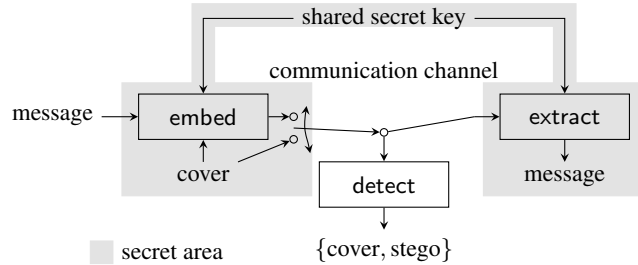 shared secret key
communication channel
message
embed
extract
cover
message
detect
{cover, stego}
secret area